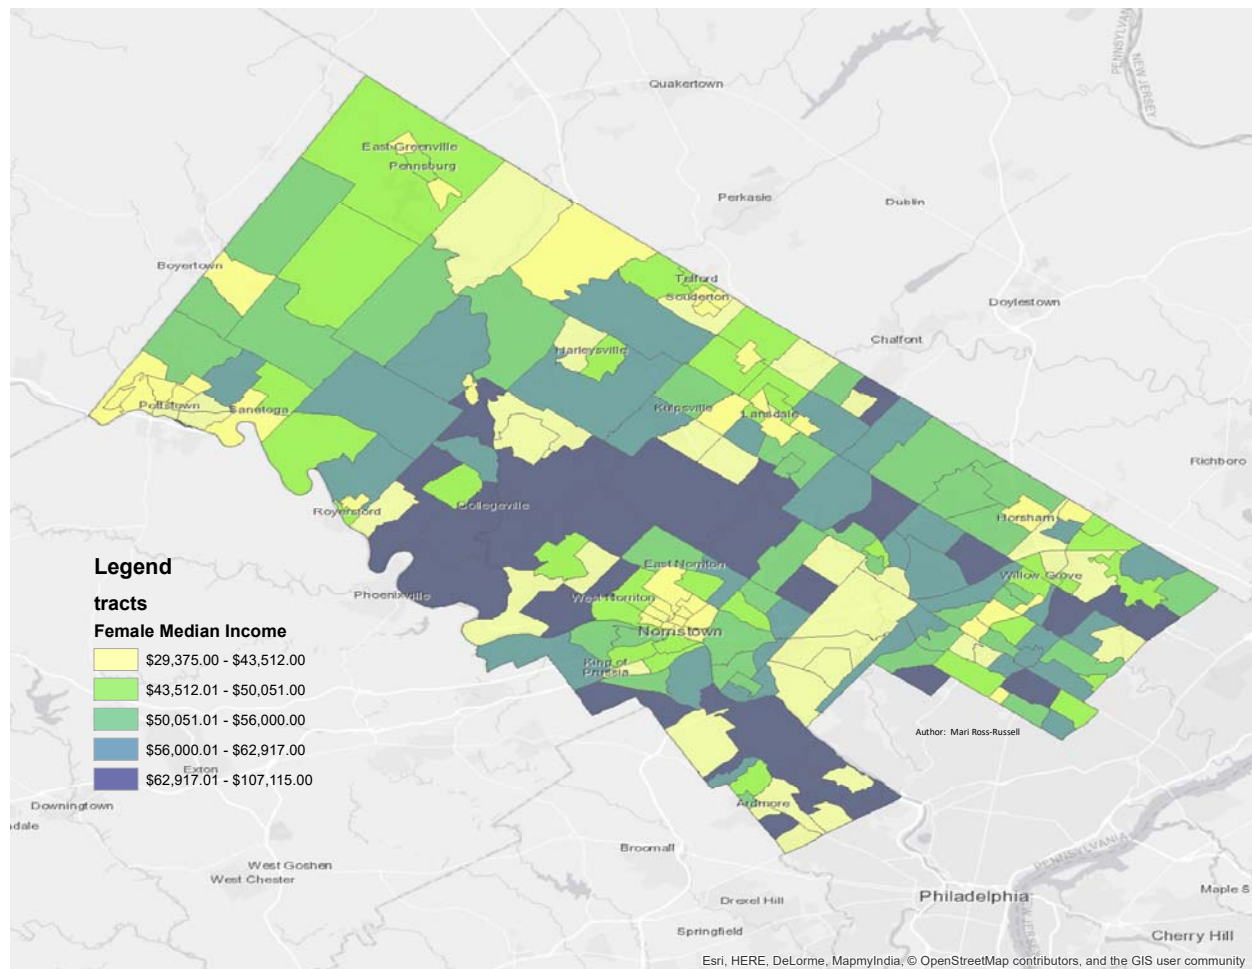 PENNSYLVAN
NEW JERSEY
Quakertown
East Greenville
Pennsburg
Perkasie
Dublin
Boyertown
Telford
Souderton
Doylestown
Chalfont
Harleysville
Pottstown
Sanatoga
Kulpsville
Lansdale
Richboro
Royersford
Collegeville
Horsham
East Norriton
Willow Grove
Phoenixville
West Norriton
Norristown
King of
Prussia
Legend
tracts
Female Median Income
$29,375.00 - $43,512.00
$43,512.01 - $50,051.00
$50,051.01 - $56,000.00
$56,000.01 - $62,917.00
$62,917.01 - $107,115.00
Author: Mari Ross-Russell
Exton
Downingtown
dale
Ardmore
Broomall
West Goshen
West Chester
PENNSYLVANIA
Philadelphia
Maple S
Drexel Hill
Springfield
Cherry Hill
Esri, HERE, DeLorme, MapmyIndia, © OpenStreetMap contributors, and the GIS user community